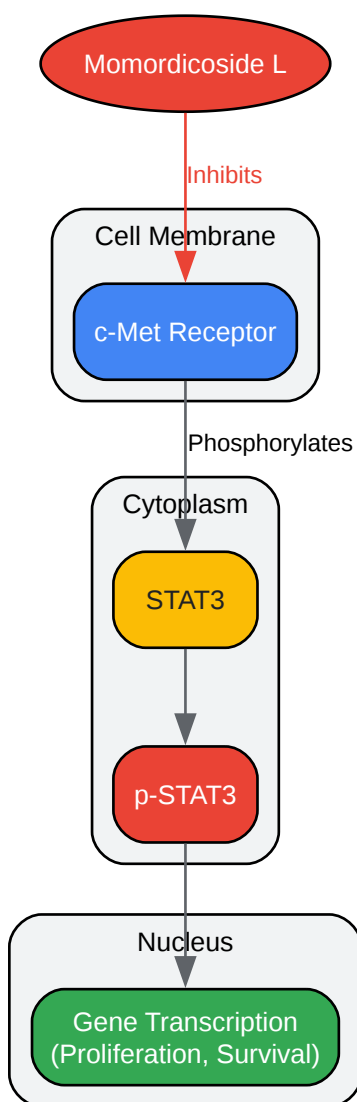 Momordicoside L
Inhibits
Cell Membrane
c-Met Receptor
Phosphorylates
Cytoplasm
STAT3
p-STAT3
Nucleus
Gene Transcription
(Proliferation, Survival)